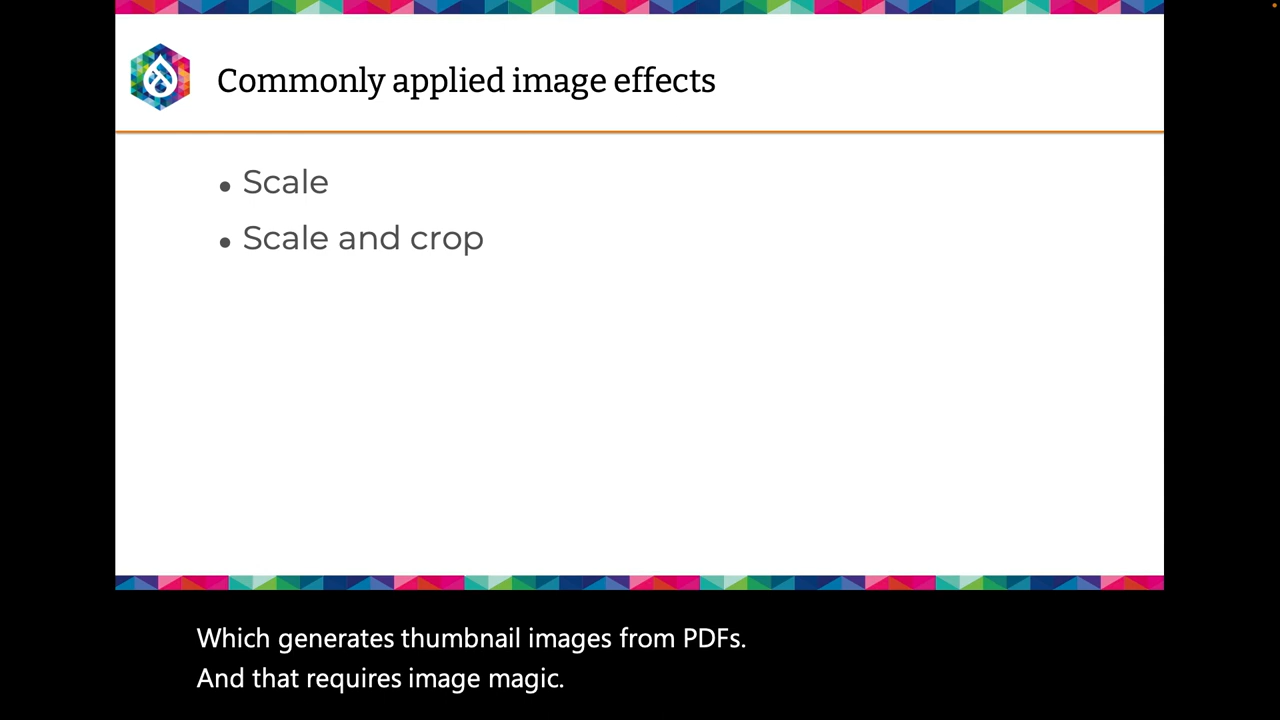 Commonly applied image effects
• Scale
• Scale and crop
Which generates thumbnail images from PDFs.
And that requires image magic.